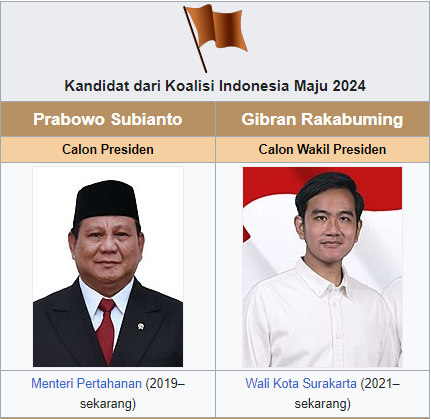 Kandidat dari Koalisi Indonesia Maju 2024
Prabowo Subianto
Gibran Rakabuming
Calon Presiden
Calon Wakil Presiden
Menteri Pertahanan (2019–
sekarang)
Wali Kota Surakarta (2021–
sekarang)